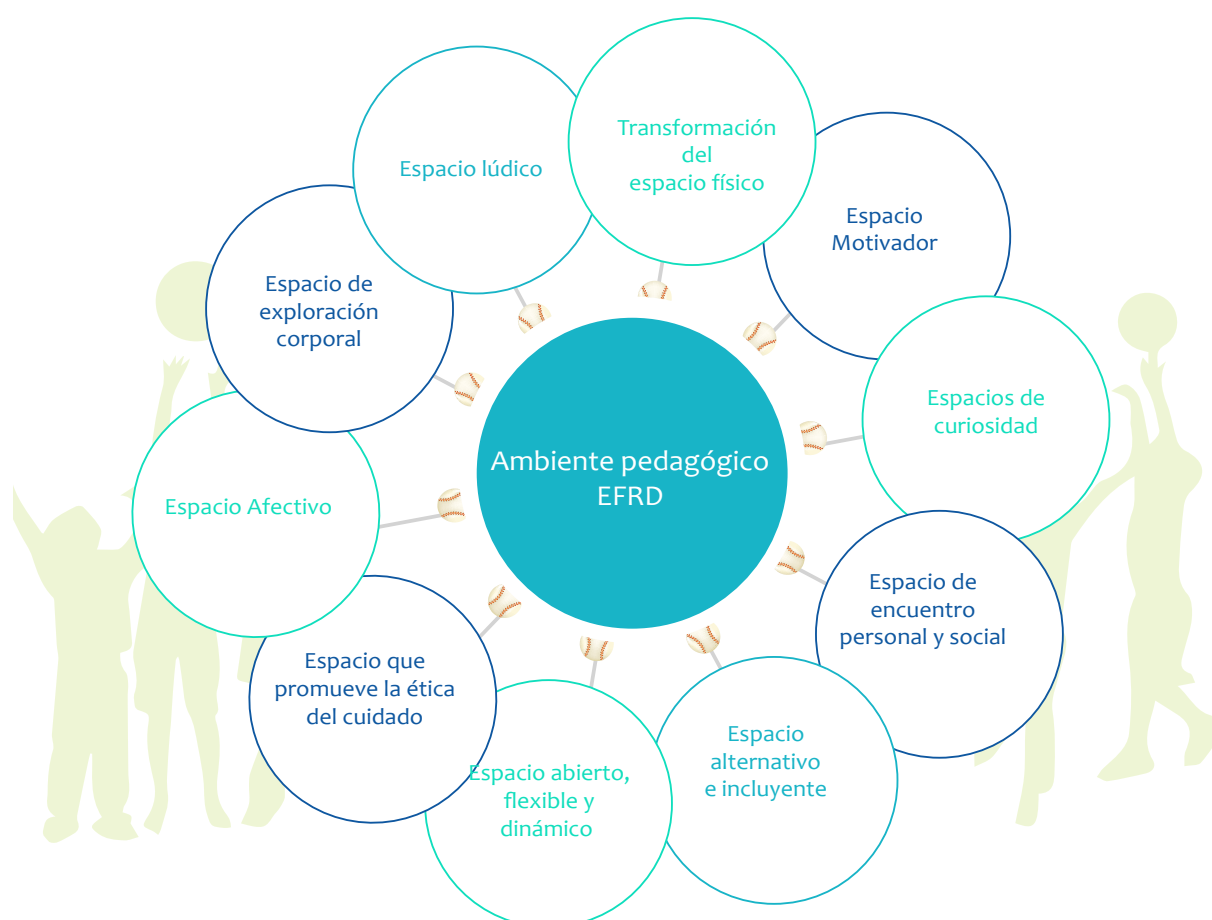 Transformación
del
espacio físico
Espacio lúdico
Espacio
Motivador
Espacio de
exploración
corporal
Espacios de
curiosidad
Ambiente pedagógico
EFRD
Espacio Afectivo
Espacio de
encuentro
personal y social
Espacio que
promueve la ética
del cuidado
Espacio
alternativo
e incluyente
Espacio abierto,
flexible y
dinámico